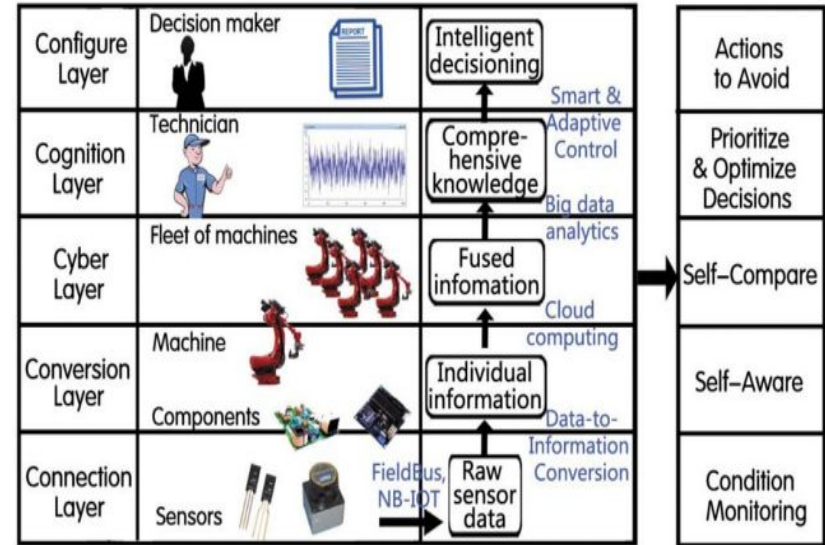 Configure
Layer
Decision maker
REPORT
Intelligent
decisioning
Actions
to Avoid
Smart &
Adaptive
Control
Cognition
Layer
Technician
Compre-
hensive
knowledge
Prioritize
& Optimize
Decisions
Big data
analytics
Cyber
Layer
Fleet of machines
Fused
infomation
Self–Compare
Cloud
computing
Conversion
Layer
Machine
Components
Individual
information
Self–Aware
Data-to-
Information
Conversion
Connection
Layer
Sensors
FieldBus,
NB-IOT
Raw
sensor
data
Condition
Monitoring